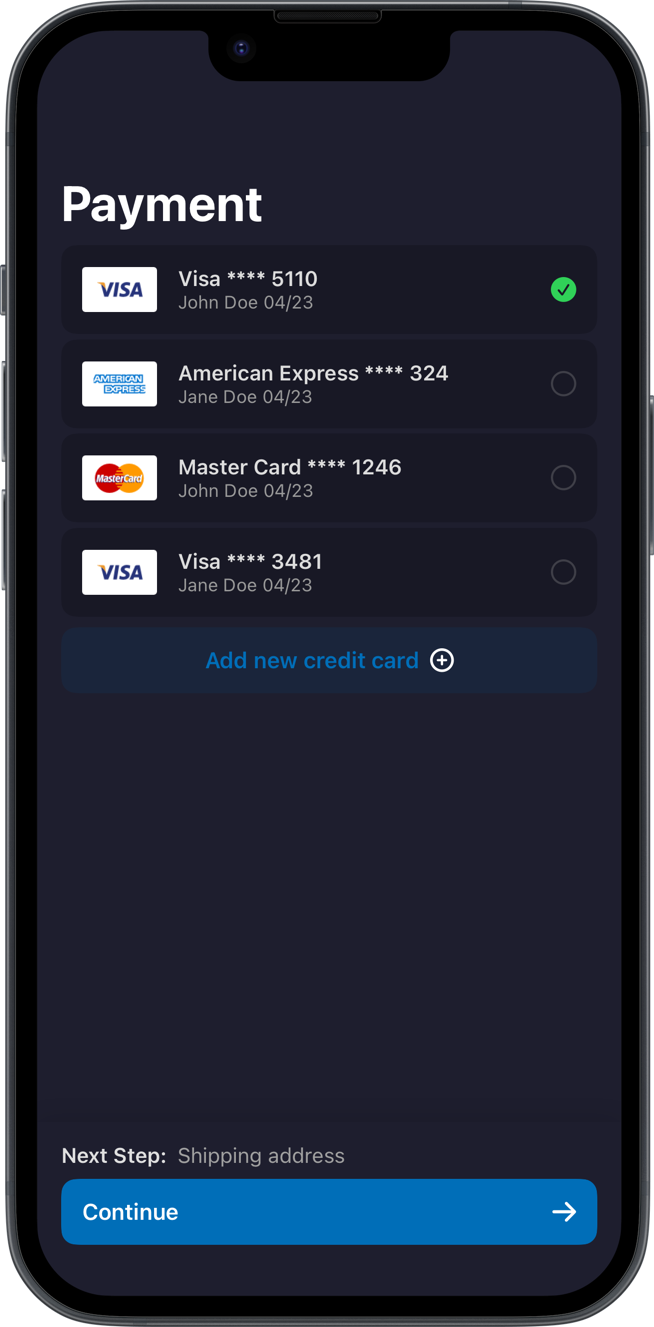 Payment
VISA
Visa **** 5110
John Doe 04/23
AMERICAN
EXPRESS
American Express **** 324
Jane Doe 04/23
MasterCard
Master Card **** 1246
John Doe 04/23
VISA
Visa **** 3481
Jane Doe 04/23
Add new credit card
Next Step: Shipping address
Continue